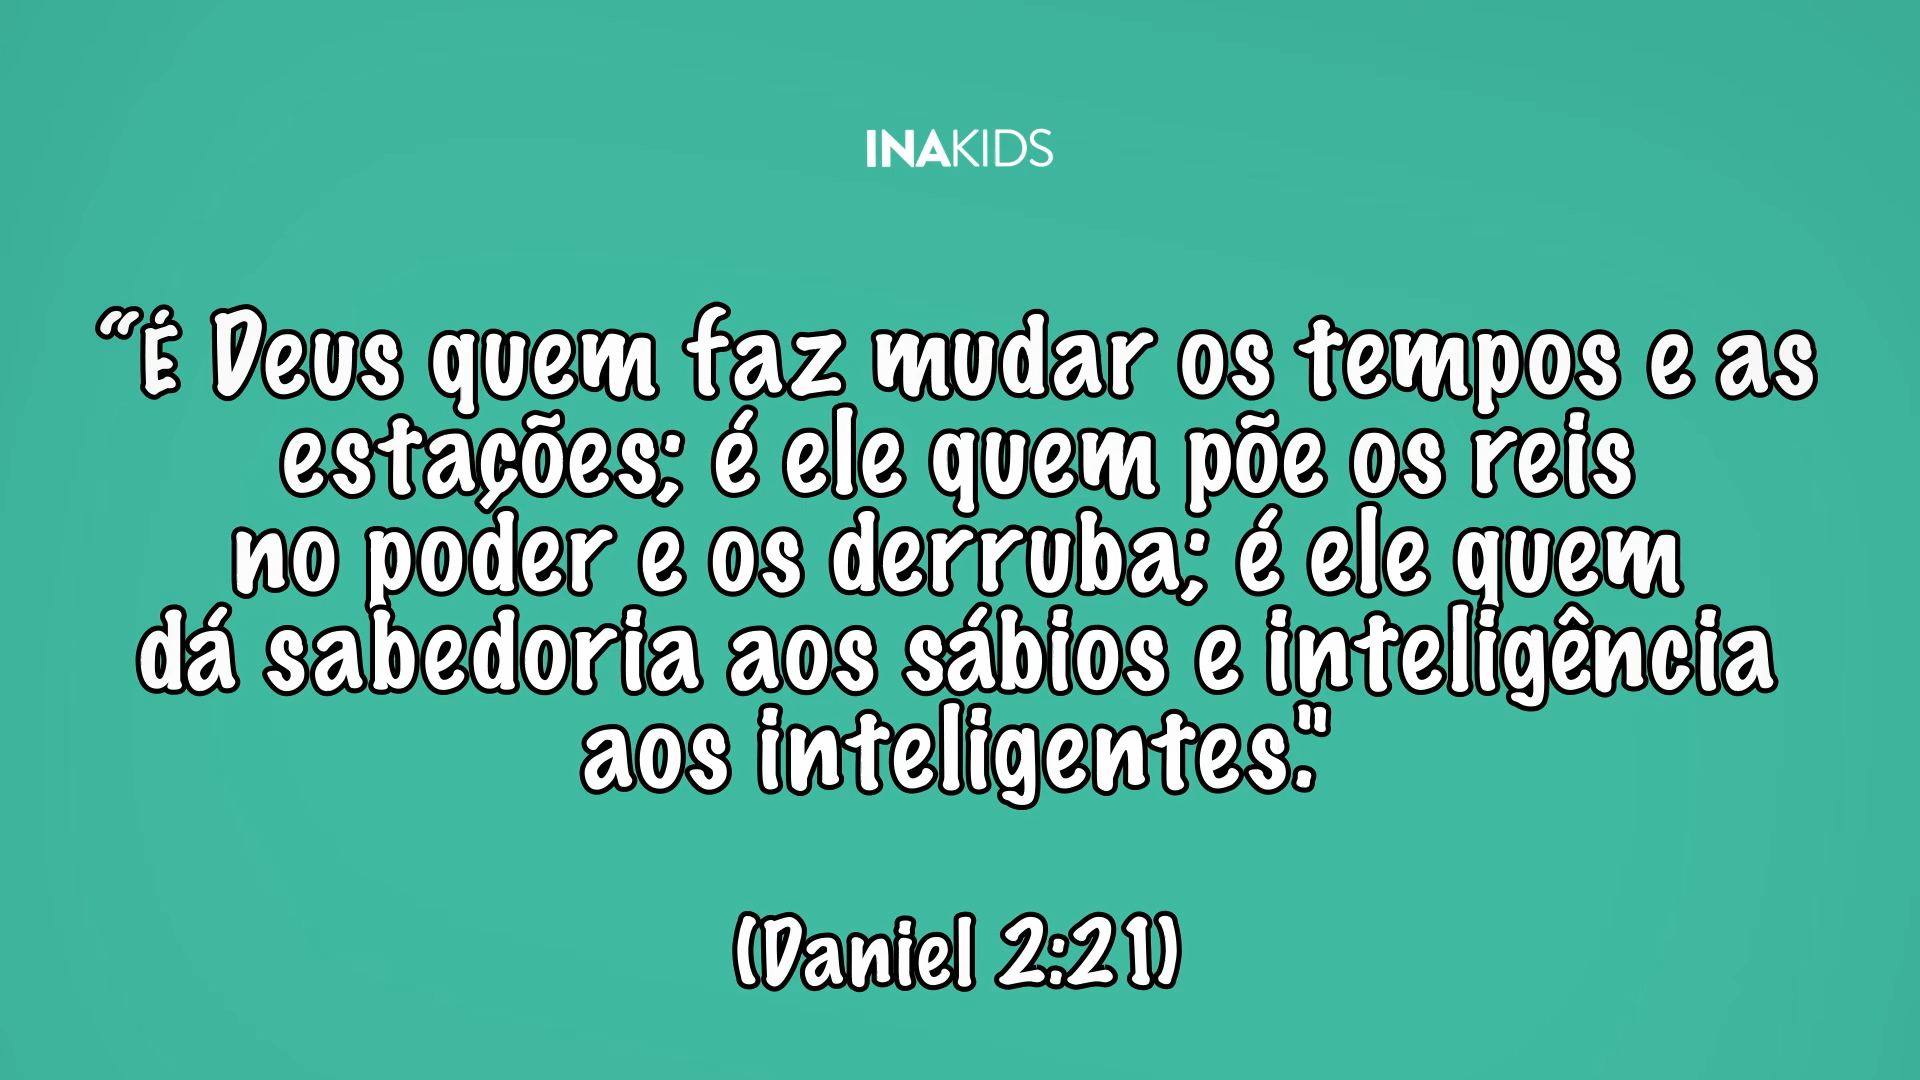 INAKIDS
“É Deus quem faz mudar os tempos e as
estações; é ele quem põe os reis
no poder e os derruba; é ele quem
dá sabedoria aos sábios e inteligência
aos inteligentes."
(Daniel 2:21)